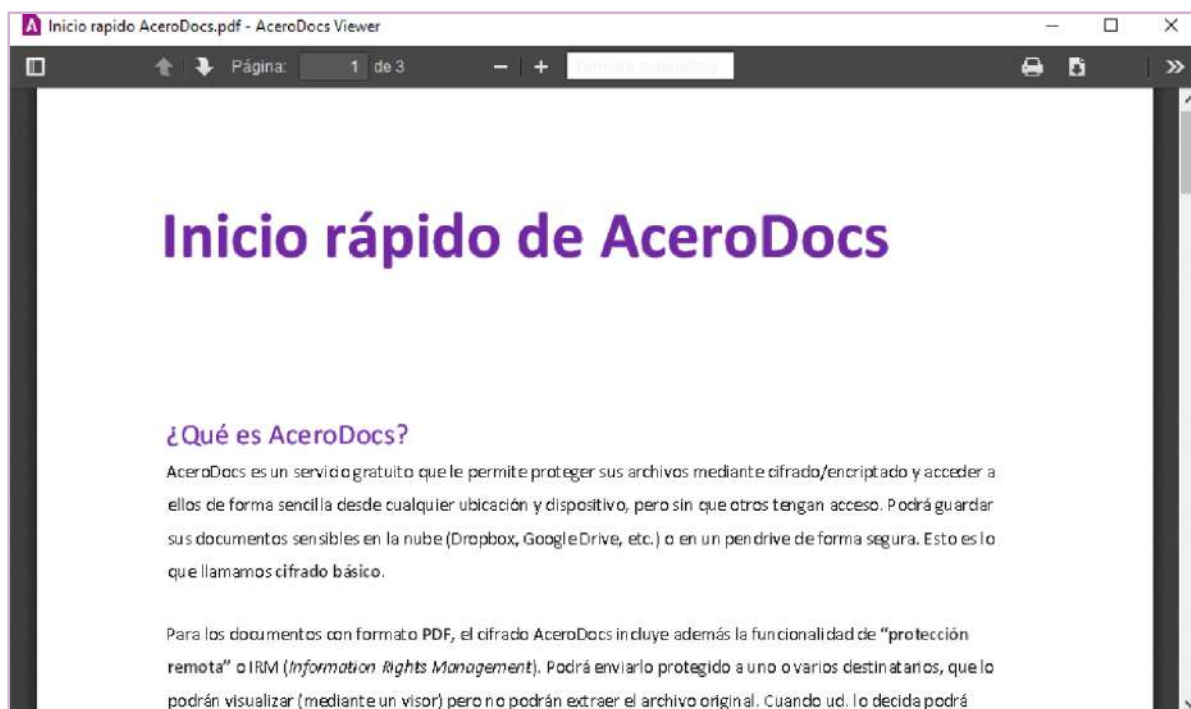 Inicio rapido AceroDocs.pdf - AceroDocs Viewer
Página: 1 de 3
Inicio rápido de AceroDocs
¿Qué es AceroDocs?
AceroDocs es un servicio gratuito que le permite proteger sus archivos mediante cifrado/encriptado y acceder a
ellos de forma sencilla desde cualquier ubicación y dispositivo, pero sin que otros tengan acceso. Podrá guardar
sus documentos sensibles en la nube (Dropbox, Google Drive, etc.) o en un pendrive de forma segura. Esto es lo
que llamamos cifrado básico.
Para los documentos con formato PDF, el cifrado AceroDocs incluye además la funcionalidad de “protección
remota” o IRM (Information Rights Management). Podrá enviarlo protegido a uno o varios destinatarios, que lo
podrán visualizar (mediante un visor) pero no podrán extraer el archivo original. Cuando ud. lo decida podrá